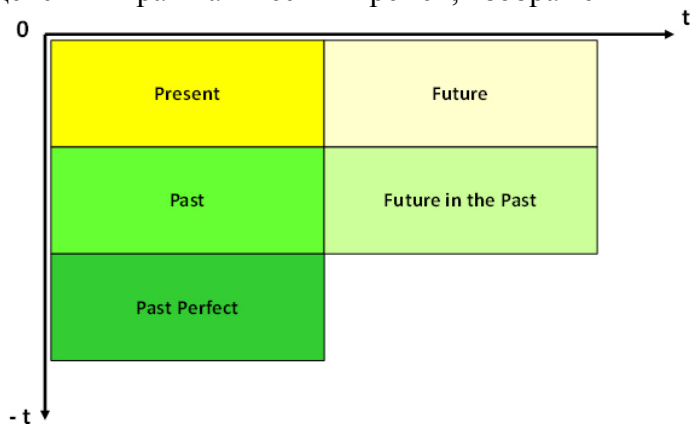 t
0
Present
Future
Past
Future in the Past
Past Perfect
- t